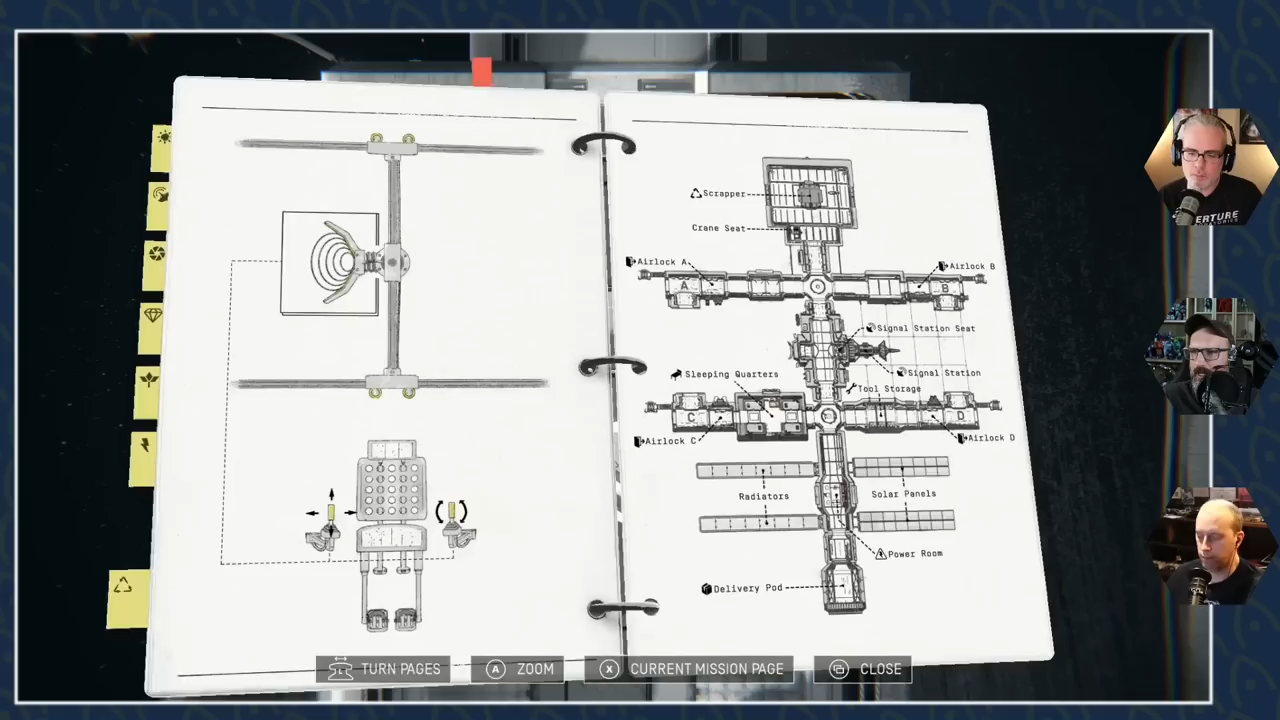 Scrapper
Crane Seat
Airlock A
Airlock B
A
B
Signal Station Seat
Sleeping Quarters
Signal Station
Tool Storage
C
D
Airlock C
Airlock D
Radiators
Solar Panels
Power Room
Delivery Pod
L
TURN PAGES
A
ZOOM
X
CURRENT MISSION PAGE
CLOSE
ERTURE